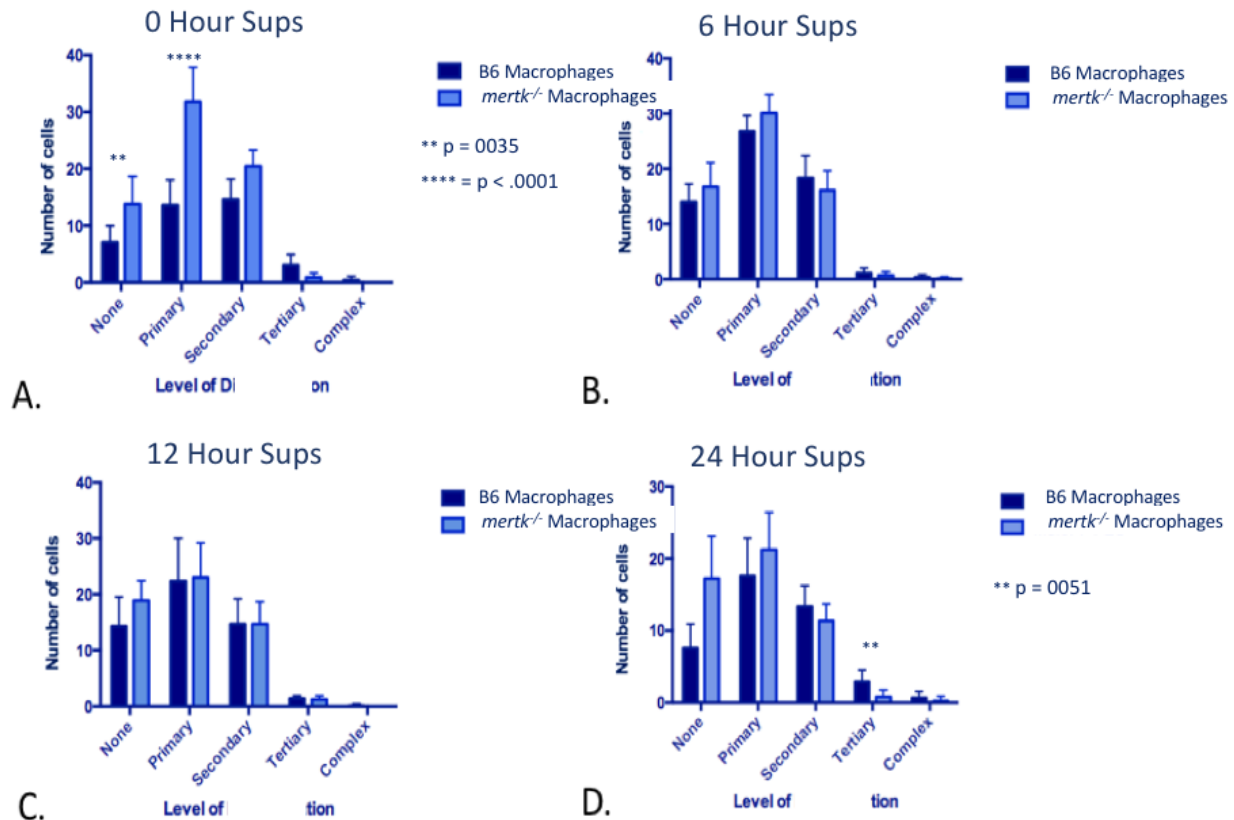 0 Hour Sups
Number of cells
40
30
20
10
0
**
****
None
Primary
Secondary
Tertiary
Complex
Level of Di on
A.
B6 Macrophages
mertk-/- Macrophages
** p = 0035
**** = p < .0001
6 Hour Sups
Number of cells
40
30
20
10
0
None
Primary
Secondary
Tertiary
Complex
Level of tion
B.
B6 Macrophages
mertk-/- Macrophages
12 Hour Sups
Number of cells
40
30
20
10
0
None
Primary
Secondary
Tertiary
Complex
Level of tion
C.
B6 Macrophages
mertk-/- Macrophages
24 Hour Sups
Number of cells
30
20
10
0
**
None
Primary
Secondary
Tertiary
Complex
Level of tion
D.
B6 Macrophages
mertk-/- Macrophages
** p = 0051